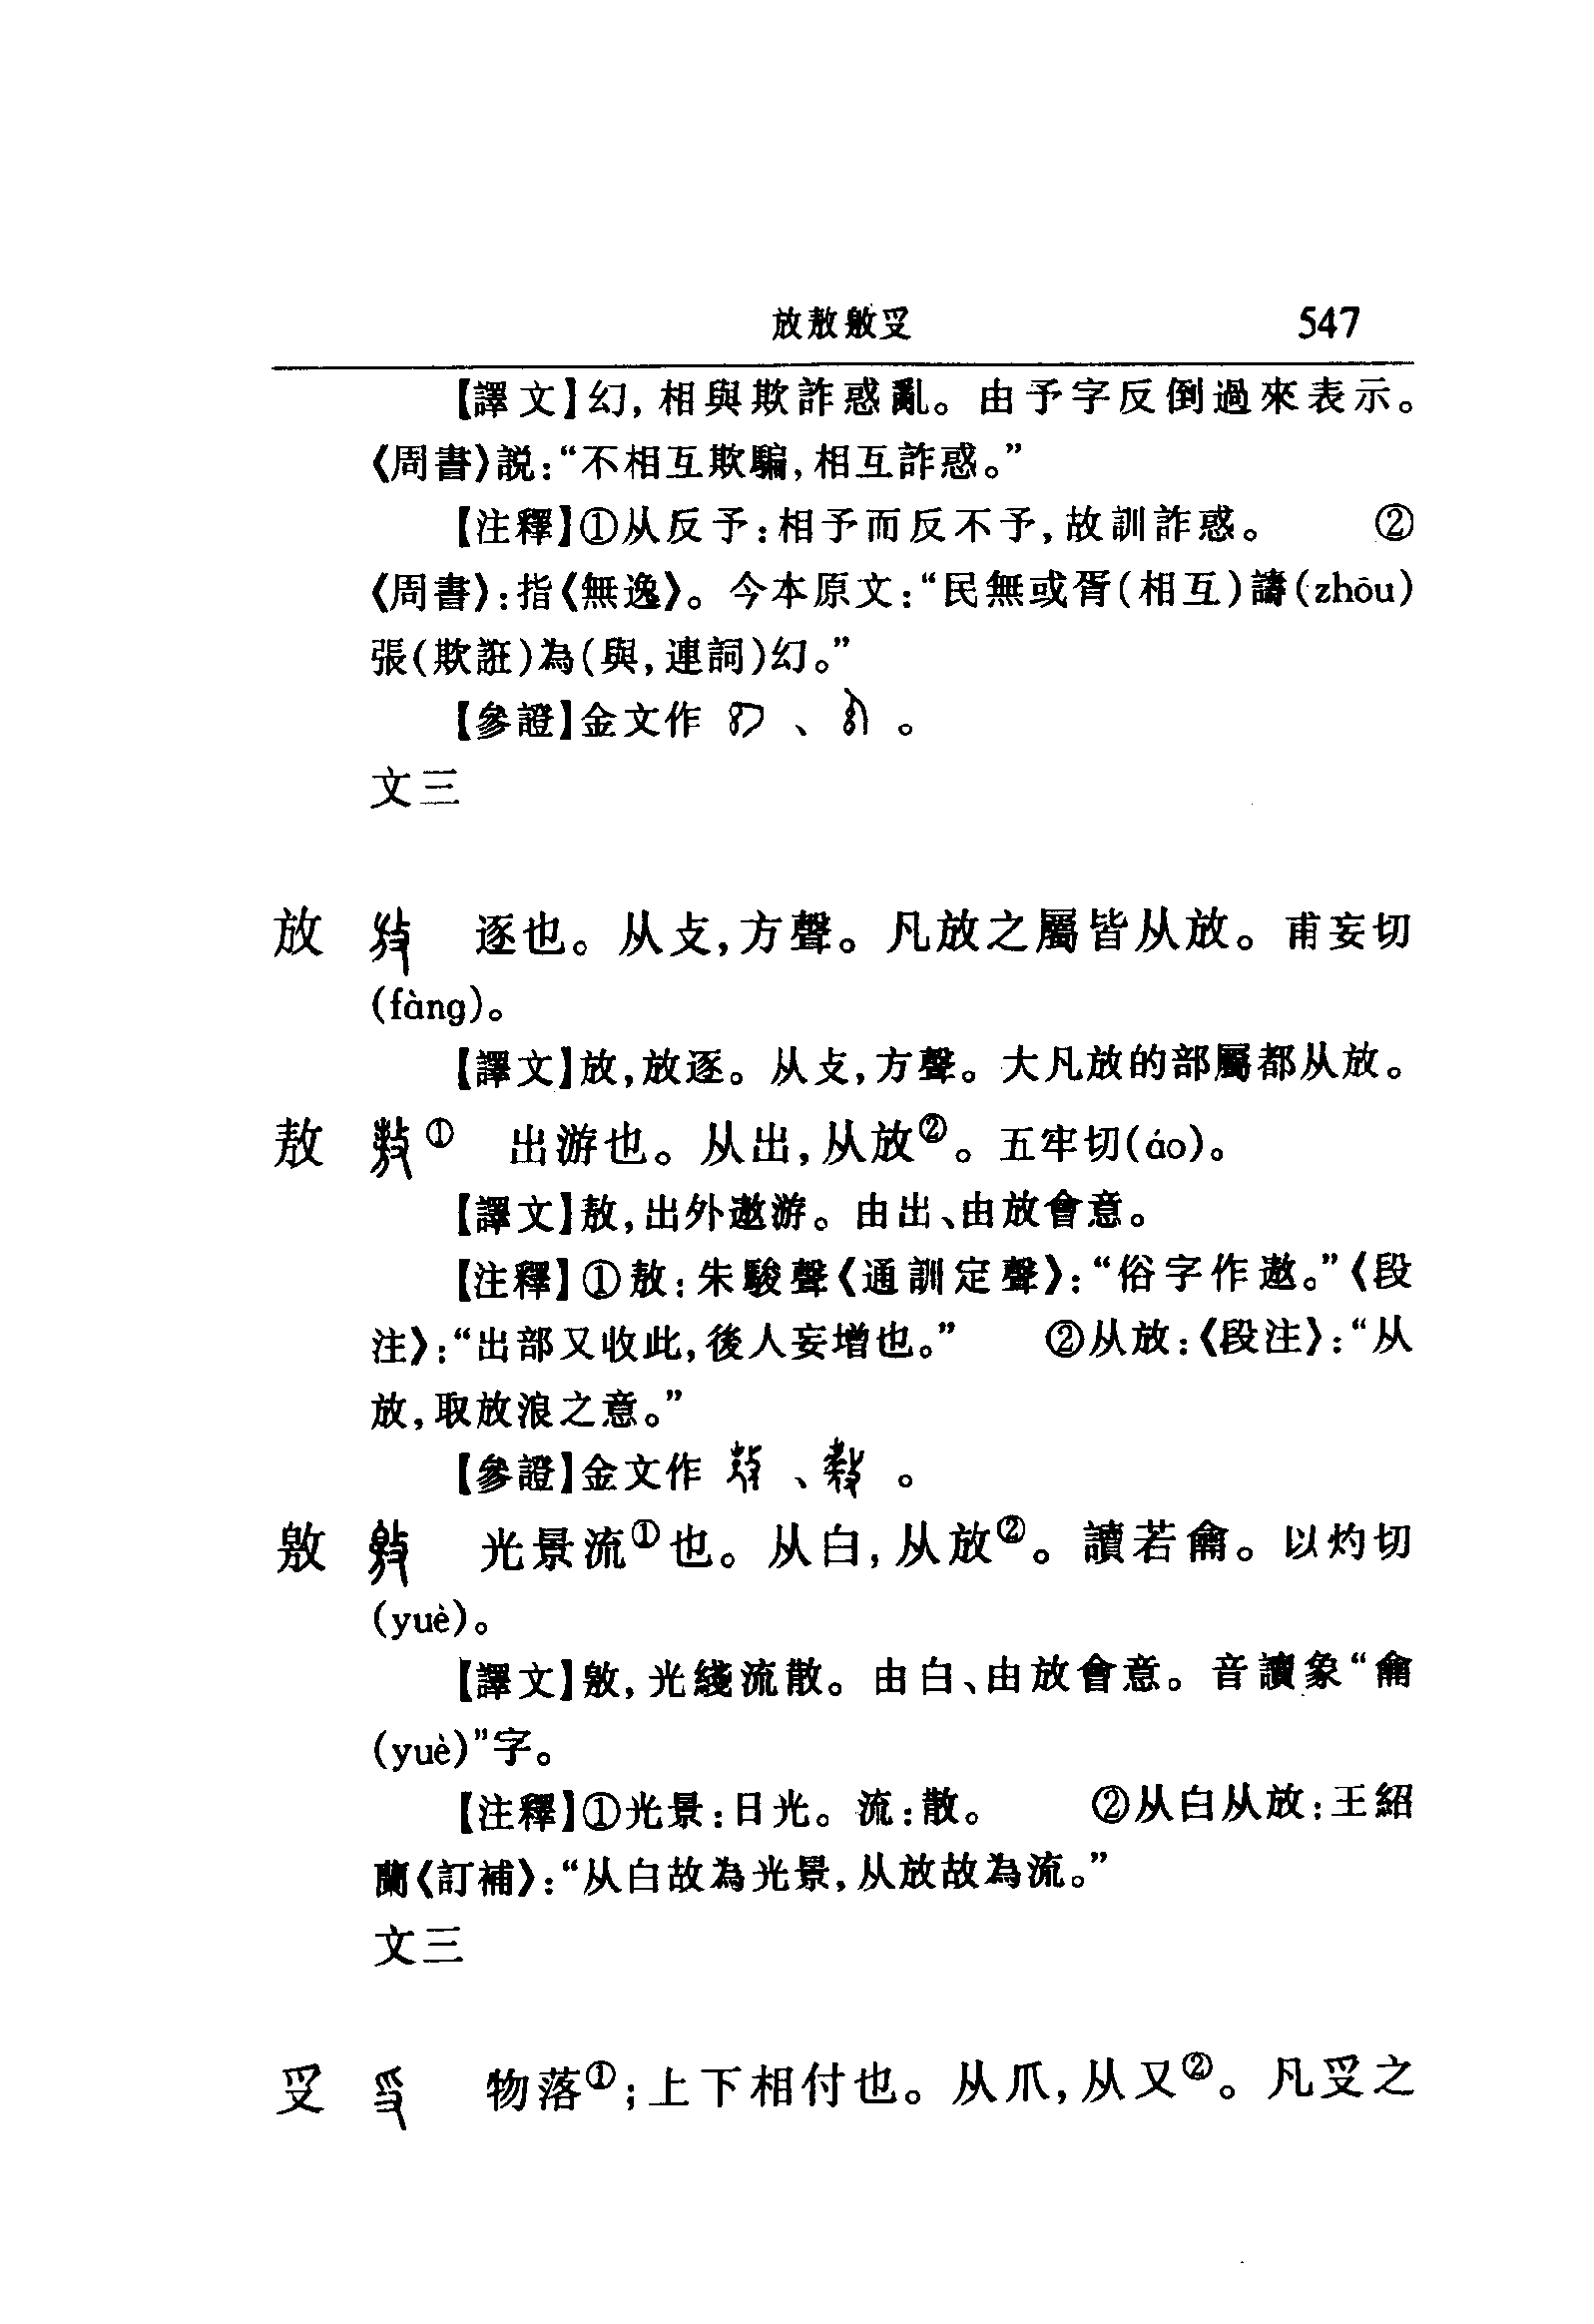 放敖敫𠬪 547
【譯文】幻，相與欺詐惑亂。由予字反倒過來表示。
《周書》説：“不相互欺騙，相互詐惑。”
【注釋】①从反予：相予而反不予，故訓詐惑。 ②
《周書》：指《無逸》。今本原文：“民無或胥(相互)譸(zhōu)
張(欺誑)為(與，連詞)幻。”
【參證】金文作 、 。
文三
放 逐也。从攴，方聲。凡放之屬皆从放。甫妄切
(fàng)。
【譯文】放，放逐。从攴，方聲。大凡放的部屬都从放。
敖 ① 出游也。从出，从放②。五牢切(áo)。
【譯文】敖，出外遨游。由出、由放會意。
【注釋】①敖：朱駿聲《通訓定聲》：“俗字作遨。”《段
注》：“出部又收此，後人妄增也。” ②从放：《段注》：“从
放，取放浪之意。”
【參證】金文作 、 。
敫 光景流①也。从白，从放②。讀若龠。以灼切
(yuè)。
【譯文】敫，光綫流散。由白、由放會意。音讀象“龠
(yuè)”字。
【注釋】①光景：日光。流：散。 ②从白从放：王紹
蘭《訂補》：“从白故為光景，从放故為流。”
文三
𠬪 物落①；上下相付也。从爪，从又②。凡𠬪之